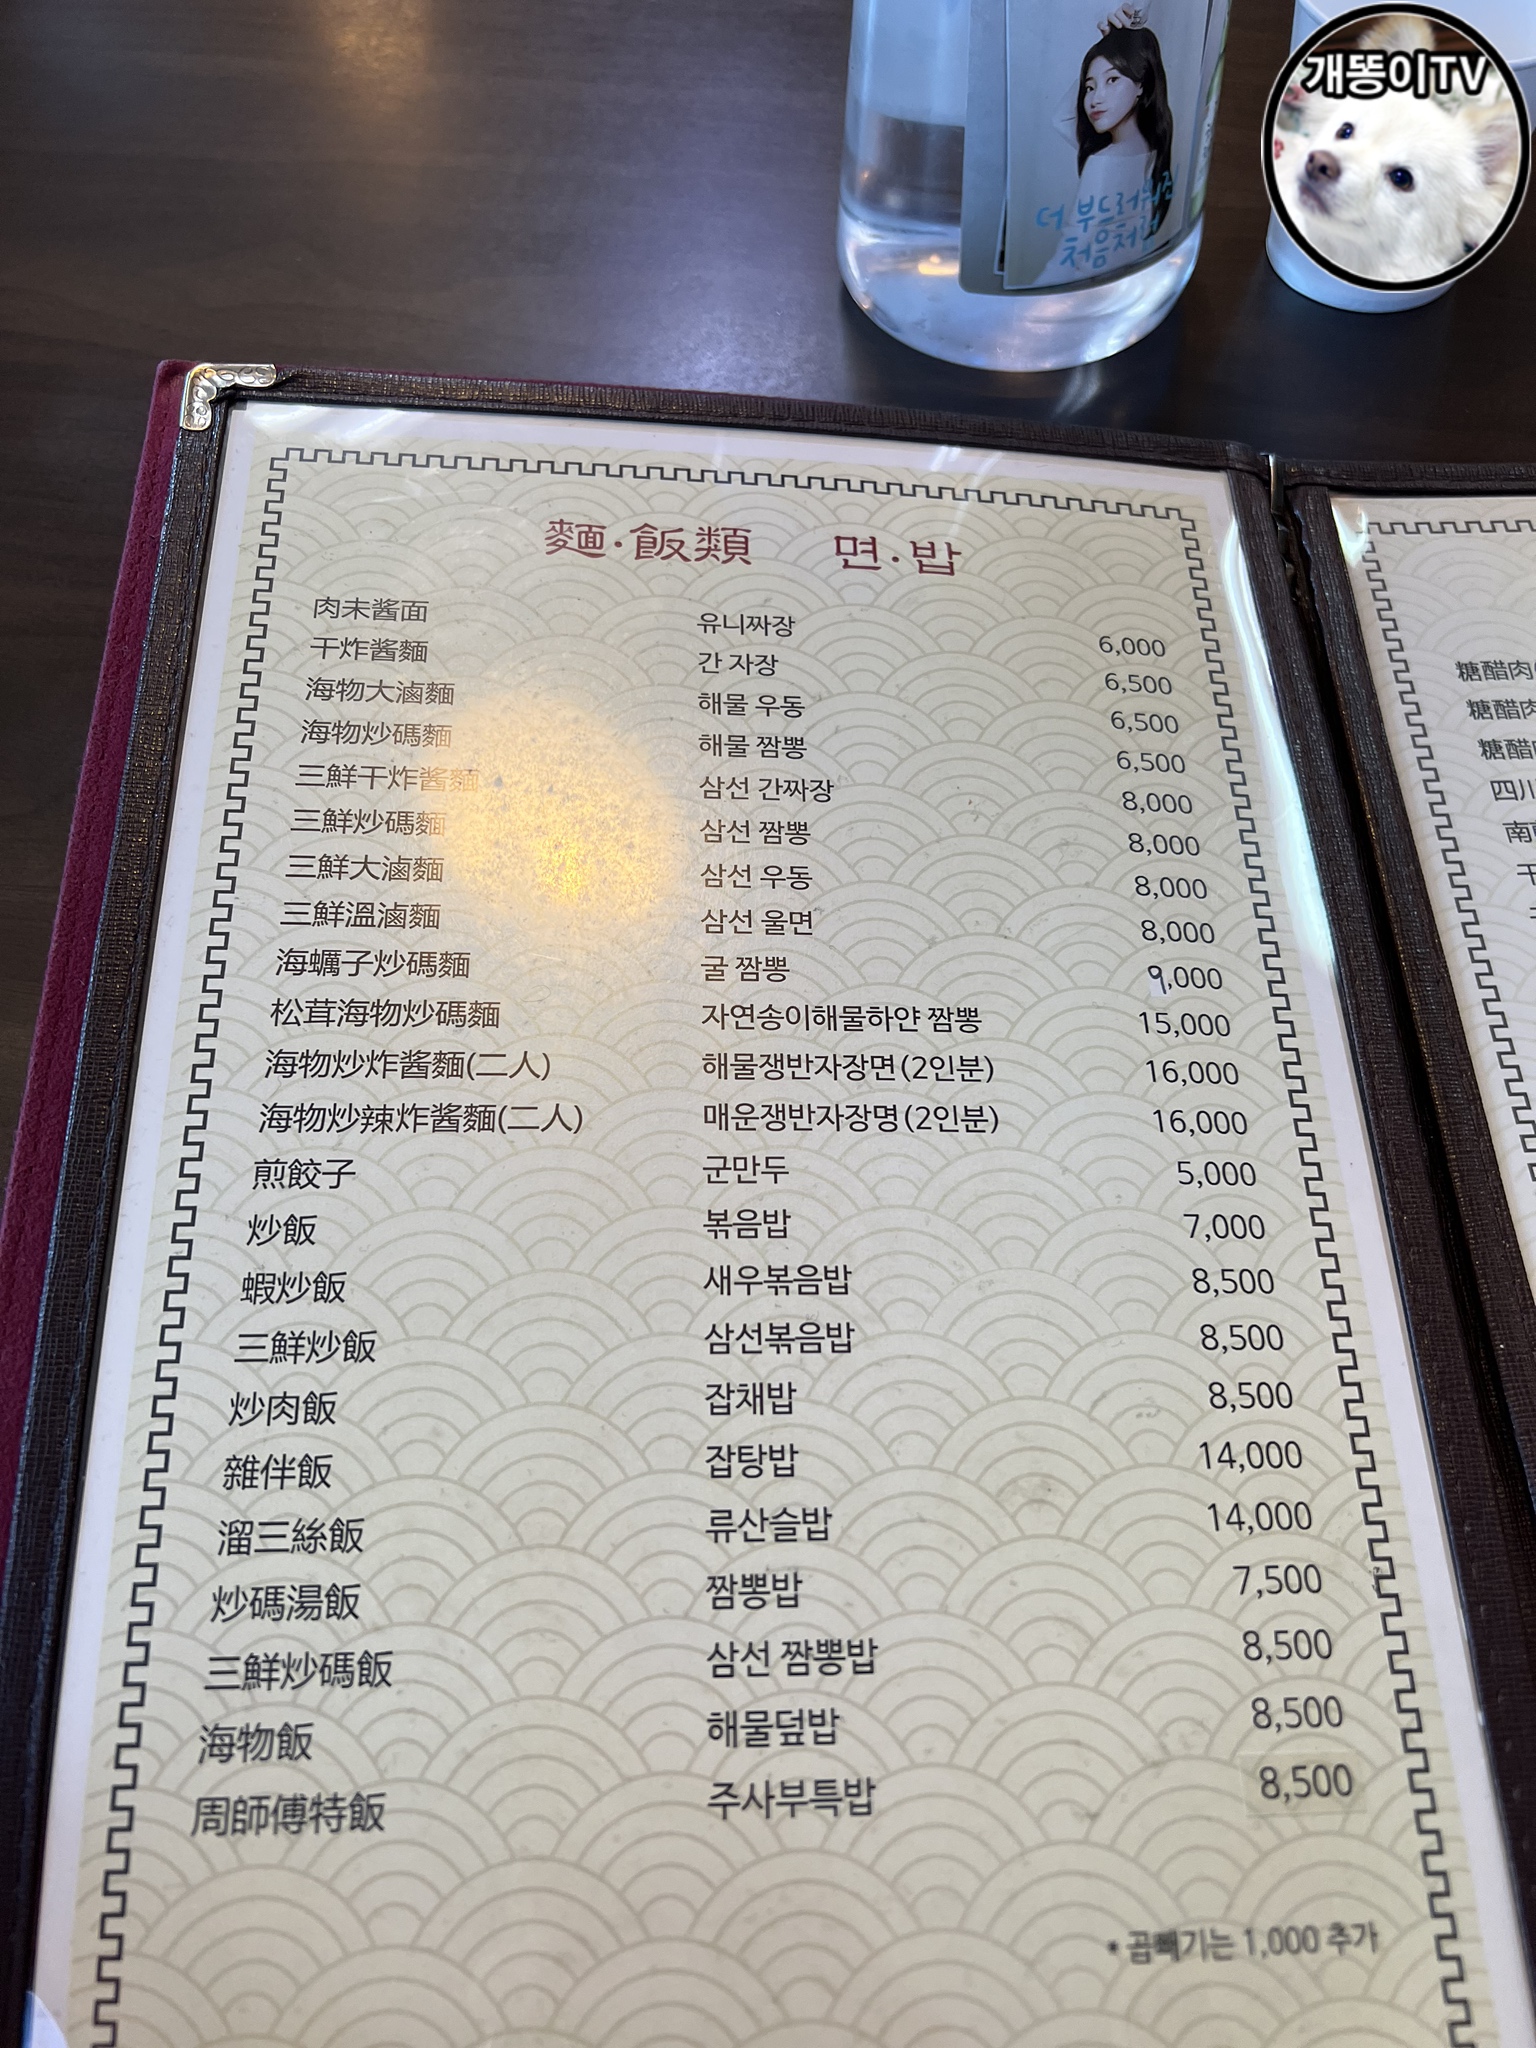 개똥이TV
더 부드러워진
처음처럼
麵·飯類 면·밥
肉未酱面 유니짜장 6,000
干炸酱麵 간 자장 6,500
海物大滷麵 해물 우동 6,500
海物炒碼麵 해물 짬뽕 6,500
三鮮干炸酱麵 삼선 간짜장 8,000
三鮮炒碼麵 삼선 짬뽕 8,000
三鮮大滷麵 삼선 우동 8,000
三鮮溫滷麵 삼선 울면 8,000
海蠣子炒碼麵 굴 짬뽕 9,000
松茸海物炒碼麵 자연송이해물하얀 짬뽕 15,000
海物炒炸酱麵(二人) 해물쟁반자장면(2인분) 16,000
海物炒辣炸酱麵(二人) 매운쟁반자장명(2인분) 16,000
煎餃子 군만두 5,000
炒飯 볶음밥 7,000
蝦炒飯 새우볶음밥 8,500
三鮮炒飯 삼선볶음밥 8,500
炒肉飯 잡채밥 8,500
雜伴飯 잡탕밥 14,000
溜三絲飯 류산슬밥 14,000
炒碼湯飯 짬뽕밥 7,500
三鮮炒碼飯 삼선 짬뽕밥 8,500
海物飯 해물덮밥 8,500
周師傅特飯 주사부특밥 8,500
* 곱빼기는 1,000 추가
糖醋肉
糖醋肉
糖醋
四川